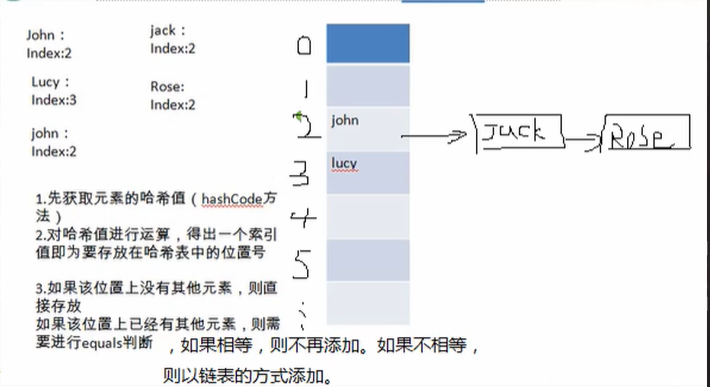 John：
Index:2
jack：
Index:2
Lucy：
Index:3
Rose:
Index:2
john：
Index:2
0
1
2 john
Jack
Rose
3 lucy
4
5
1.先获取元素的哈希值（hashCode方
法）
2.对哈希值进行运算，得出一个索引
值即为要存放在哈希表中的位置号
3.如果该位置上没有其他元素，则直
接存放
如果该位置上已经有其他元素，则需
要进行equals判断，如果相等，则不再添加。如果不相等，
则以链表的方式添加。